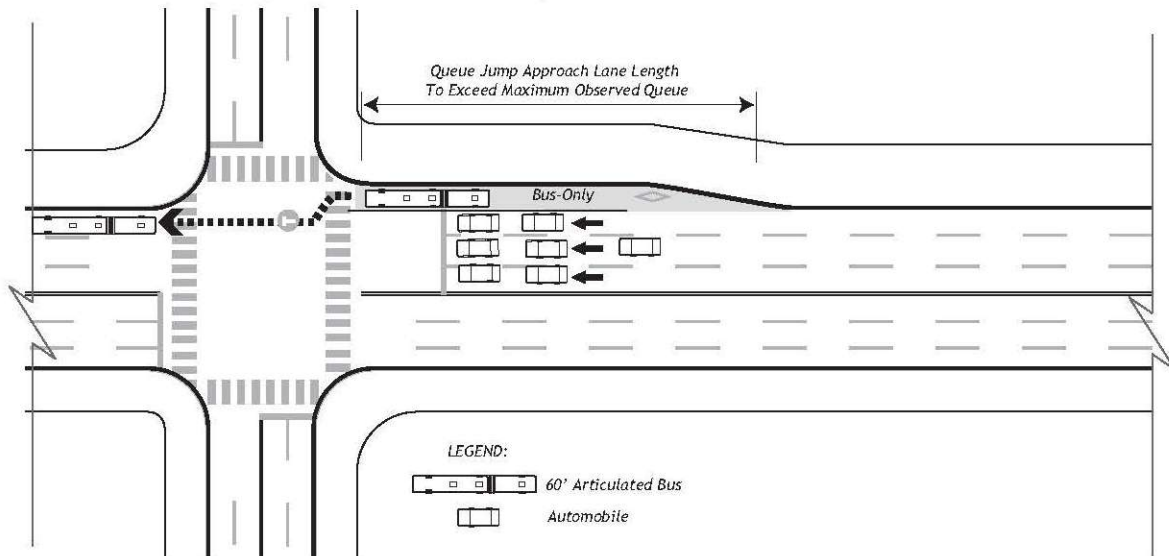 Queue Jump Approach Lane Length
To Exceed Maximum Observed Queue
Bus-Only
LEGEND:
60' Articulated Bus
Automobile